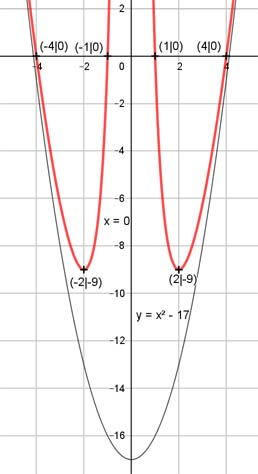 2
(-4|0) (-1|0) (1|0) (4|0)
-4 -2 0 2 4
-2
-4
-6
x = 0
-8
(-2|-9) (2|-9)
-10
y = x² - 17
-12
-14
-16